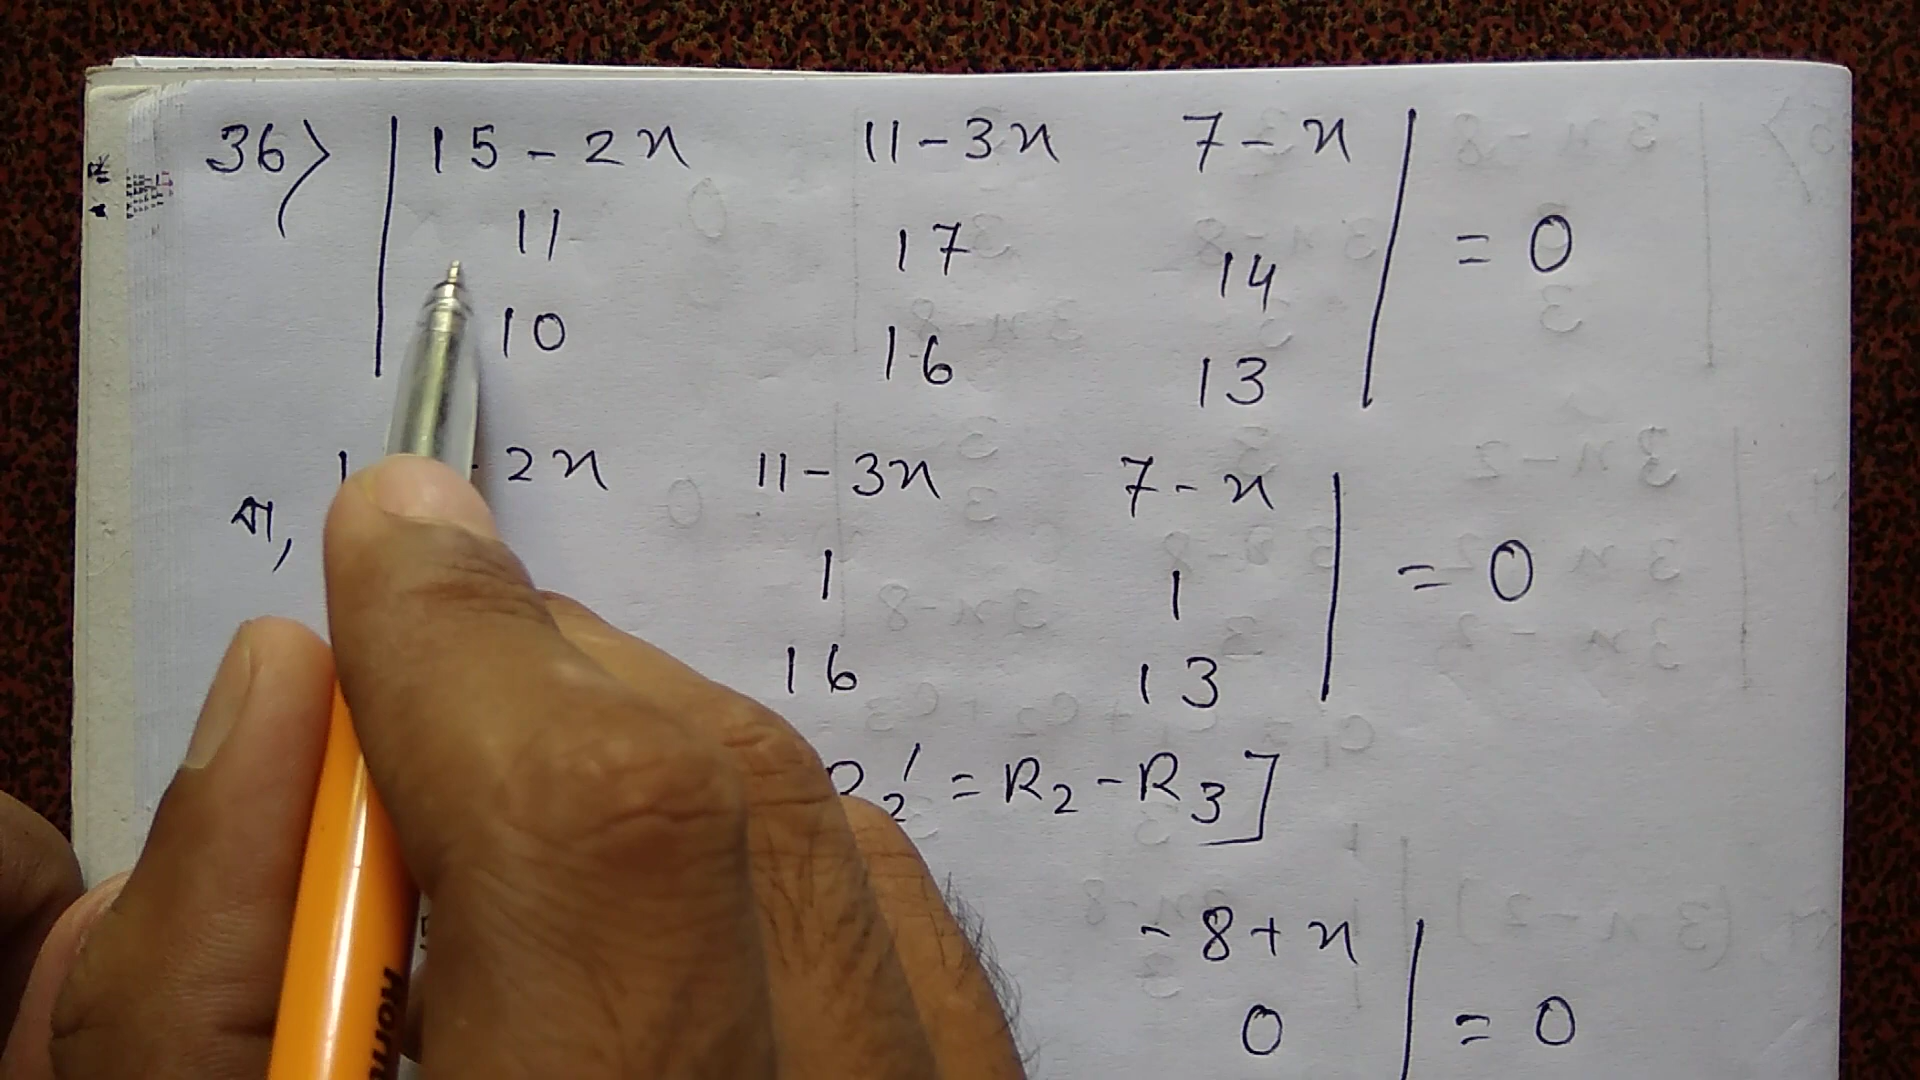 36> | 15 - 2x 11 - 3x 7 - x |
11 17 14 = 0
10 16 13
- 2x 11 - 3x 7 - x |
বা, 1 1 = 0
16 13
R₂′ = R₂ - R₃]
- 8 + x |
0 = 0